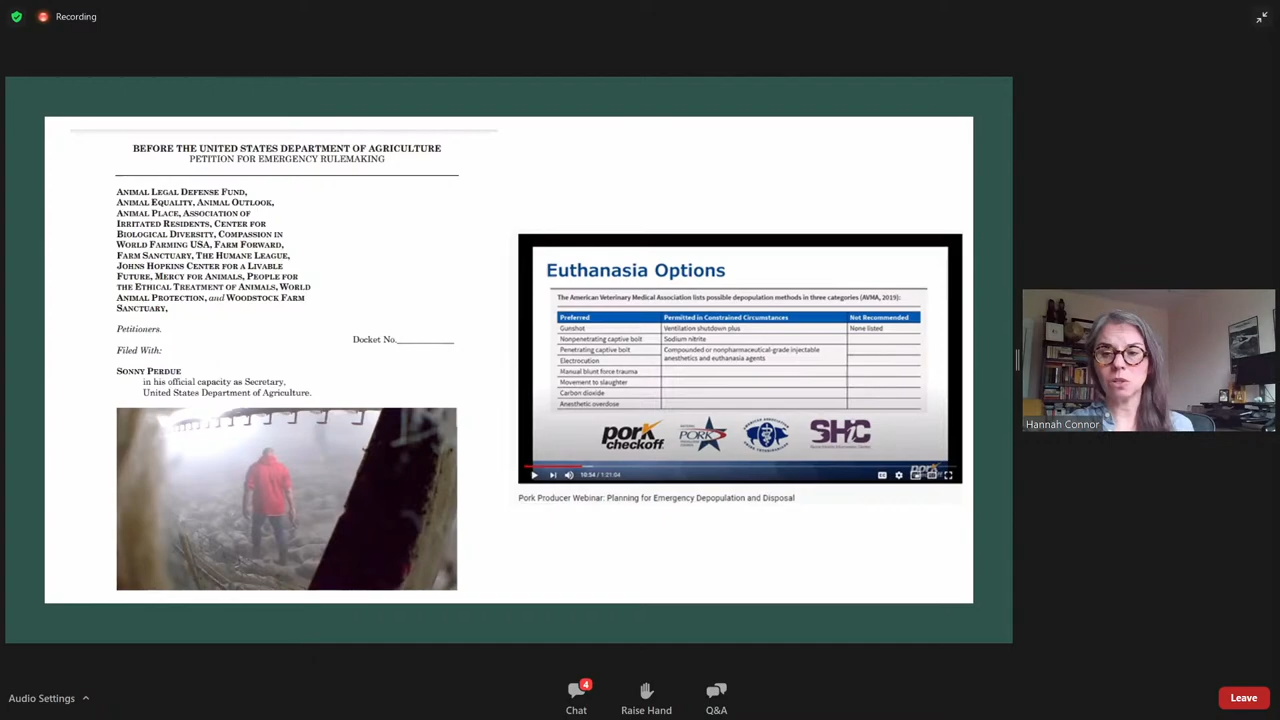 Recording
BEFORE THE UNITED STATES DEPARTMENT OF AGRICULTURE
PETITION FOR EMERGENCY RULEMAKING
ANIMAL LEGAL DEFENSE FUND,
ANIMAL EQUALITY, ANIMAL OUTLOOK,
ANIMAL PLACE, ASSOCIATION OF
IRRITATED RESIDENTS, CENTER FOR
BIOLOGICAL DIVERSITY, COMPASSION IN
WORLD FARMING USA, FARM FORWARD,
FARM SANCTUARY, THE HUMANE LEAGUE,
JOHNS HOPKINS CENTER FOR A LIVABLE
FUTURE, MERCY FOR ANIMALS, PEOPLE FOR
THE ETHICAL TREATMENT OF ANIMALS, WORLD
ANIMAL PROTECTION, and WOODSTOCK FARM
SANCTUARY,
Petitioners.
Docket No.
Filed With:
SONNY PERDUE
in his official capacity as Secretary,
United States Department of Agriculture.
Euthanasia Options
The American Veterinary Medical Association lists possible depopulation methods in three categories (AVMA, 2019):
Preferred Permitted in Constrained Circumstances Not Recommended
Gunshot Ventilation shutdown plus None listed
Nonpenetrating captive bolt Sodium nitrite
Penetrating captive bolt Compounded or nonpharmaceutical-grade injectable
anesthetics and euthanasia agents
Electrocution
Manual blunt force trauma
Movement to slaughter
Carbon dioxide
Anesthetic overdose
pork checkoff
PORK
SHC
pork
10:54 / 1:21:04
Pork Producer Webinar: Planning for Emergency Depopulation and Disposal
Hannah Connor
Audio Settings
4
Chat
Raise Hand
Q&A
Leave